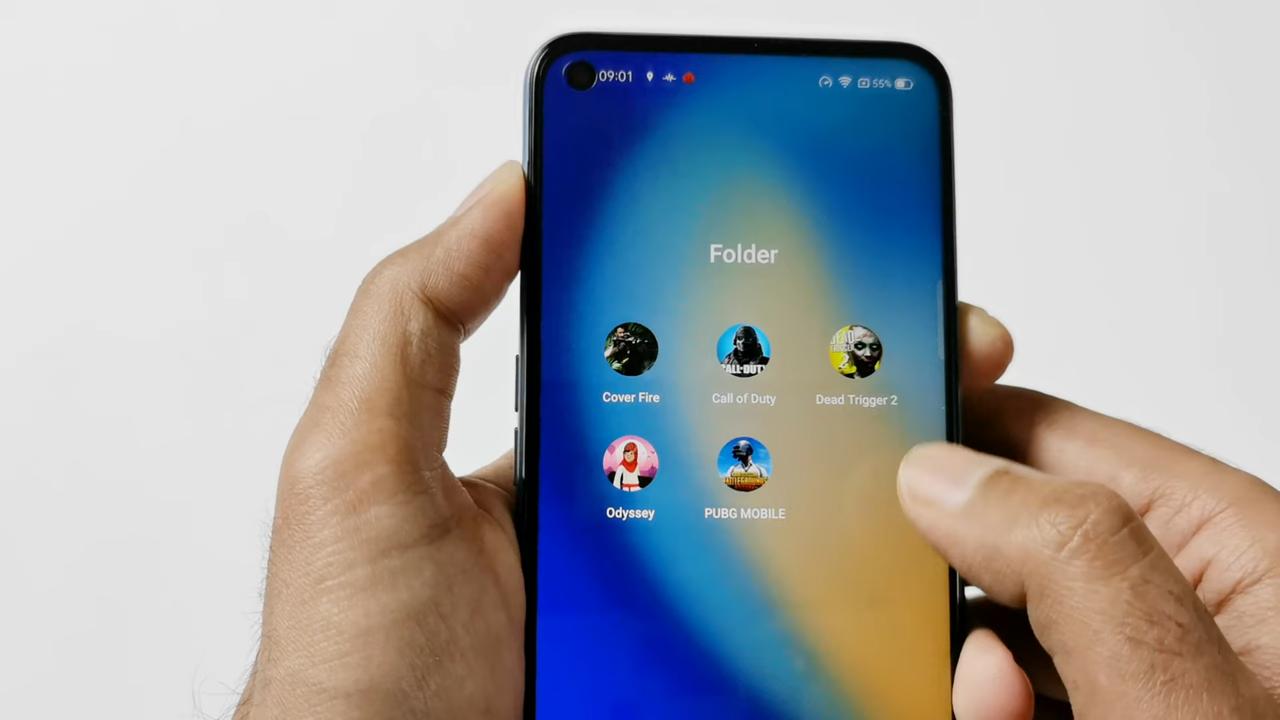 09:01 55%
Folder
Cover Fire Call of Duty Dead Trigger 2
Odyssey PUBG MOBILE